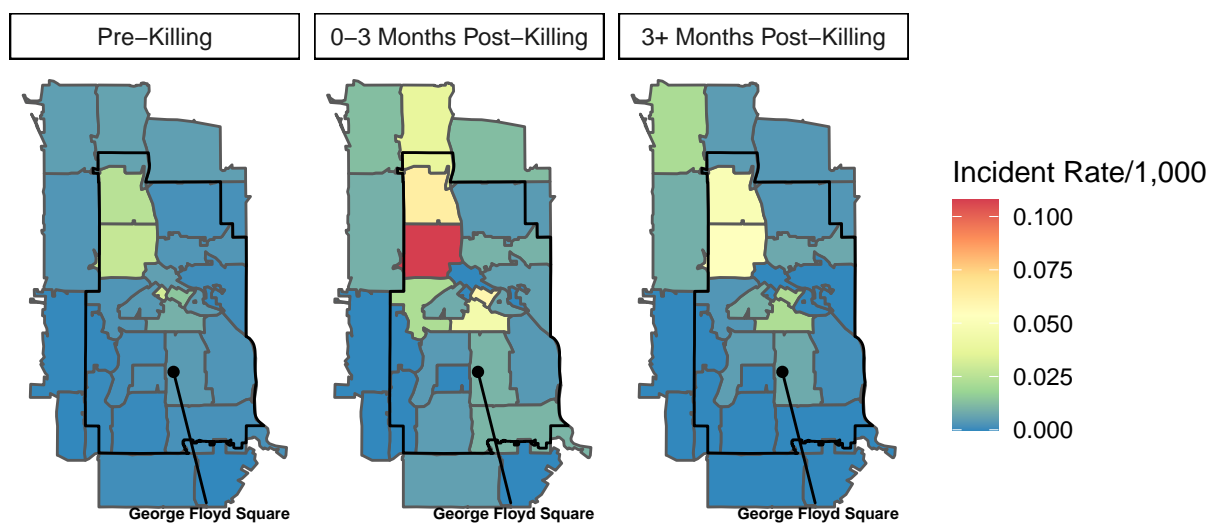 Pre−Killing
0−3 Months Post−Killing
3+ Months Post−Killing
Incident Rate/1,000
0.100
0.075
0.050
0.025
0.000
George Floyd Square
George Floyd Square
George Floyd Square